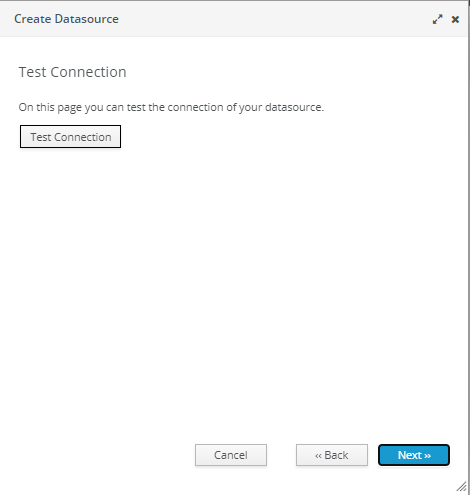 Create Datasource
Test Connection
On this page you can test the connection of your datasource.
Test Connection
Cancel
‹‹ Back
Next ››